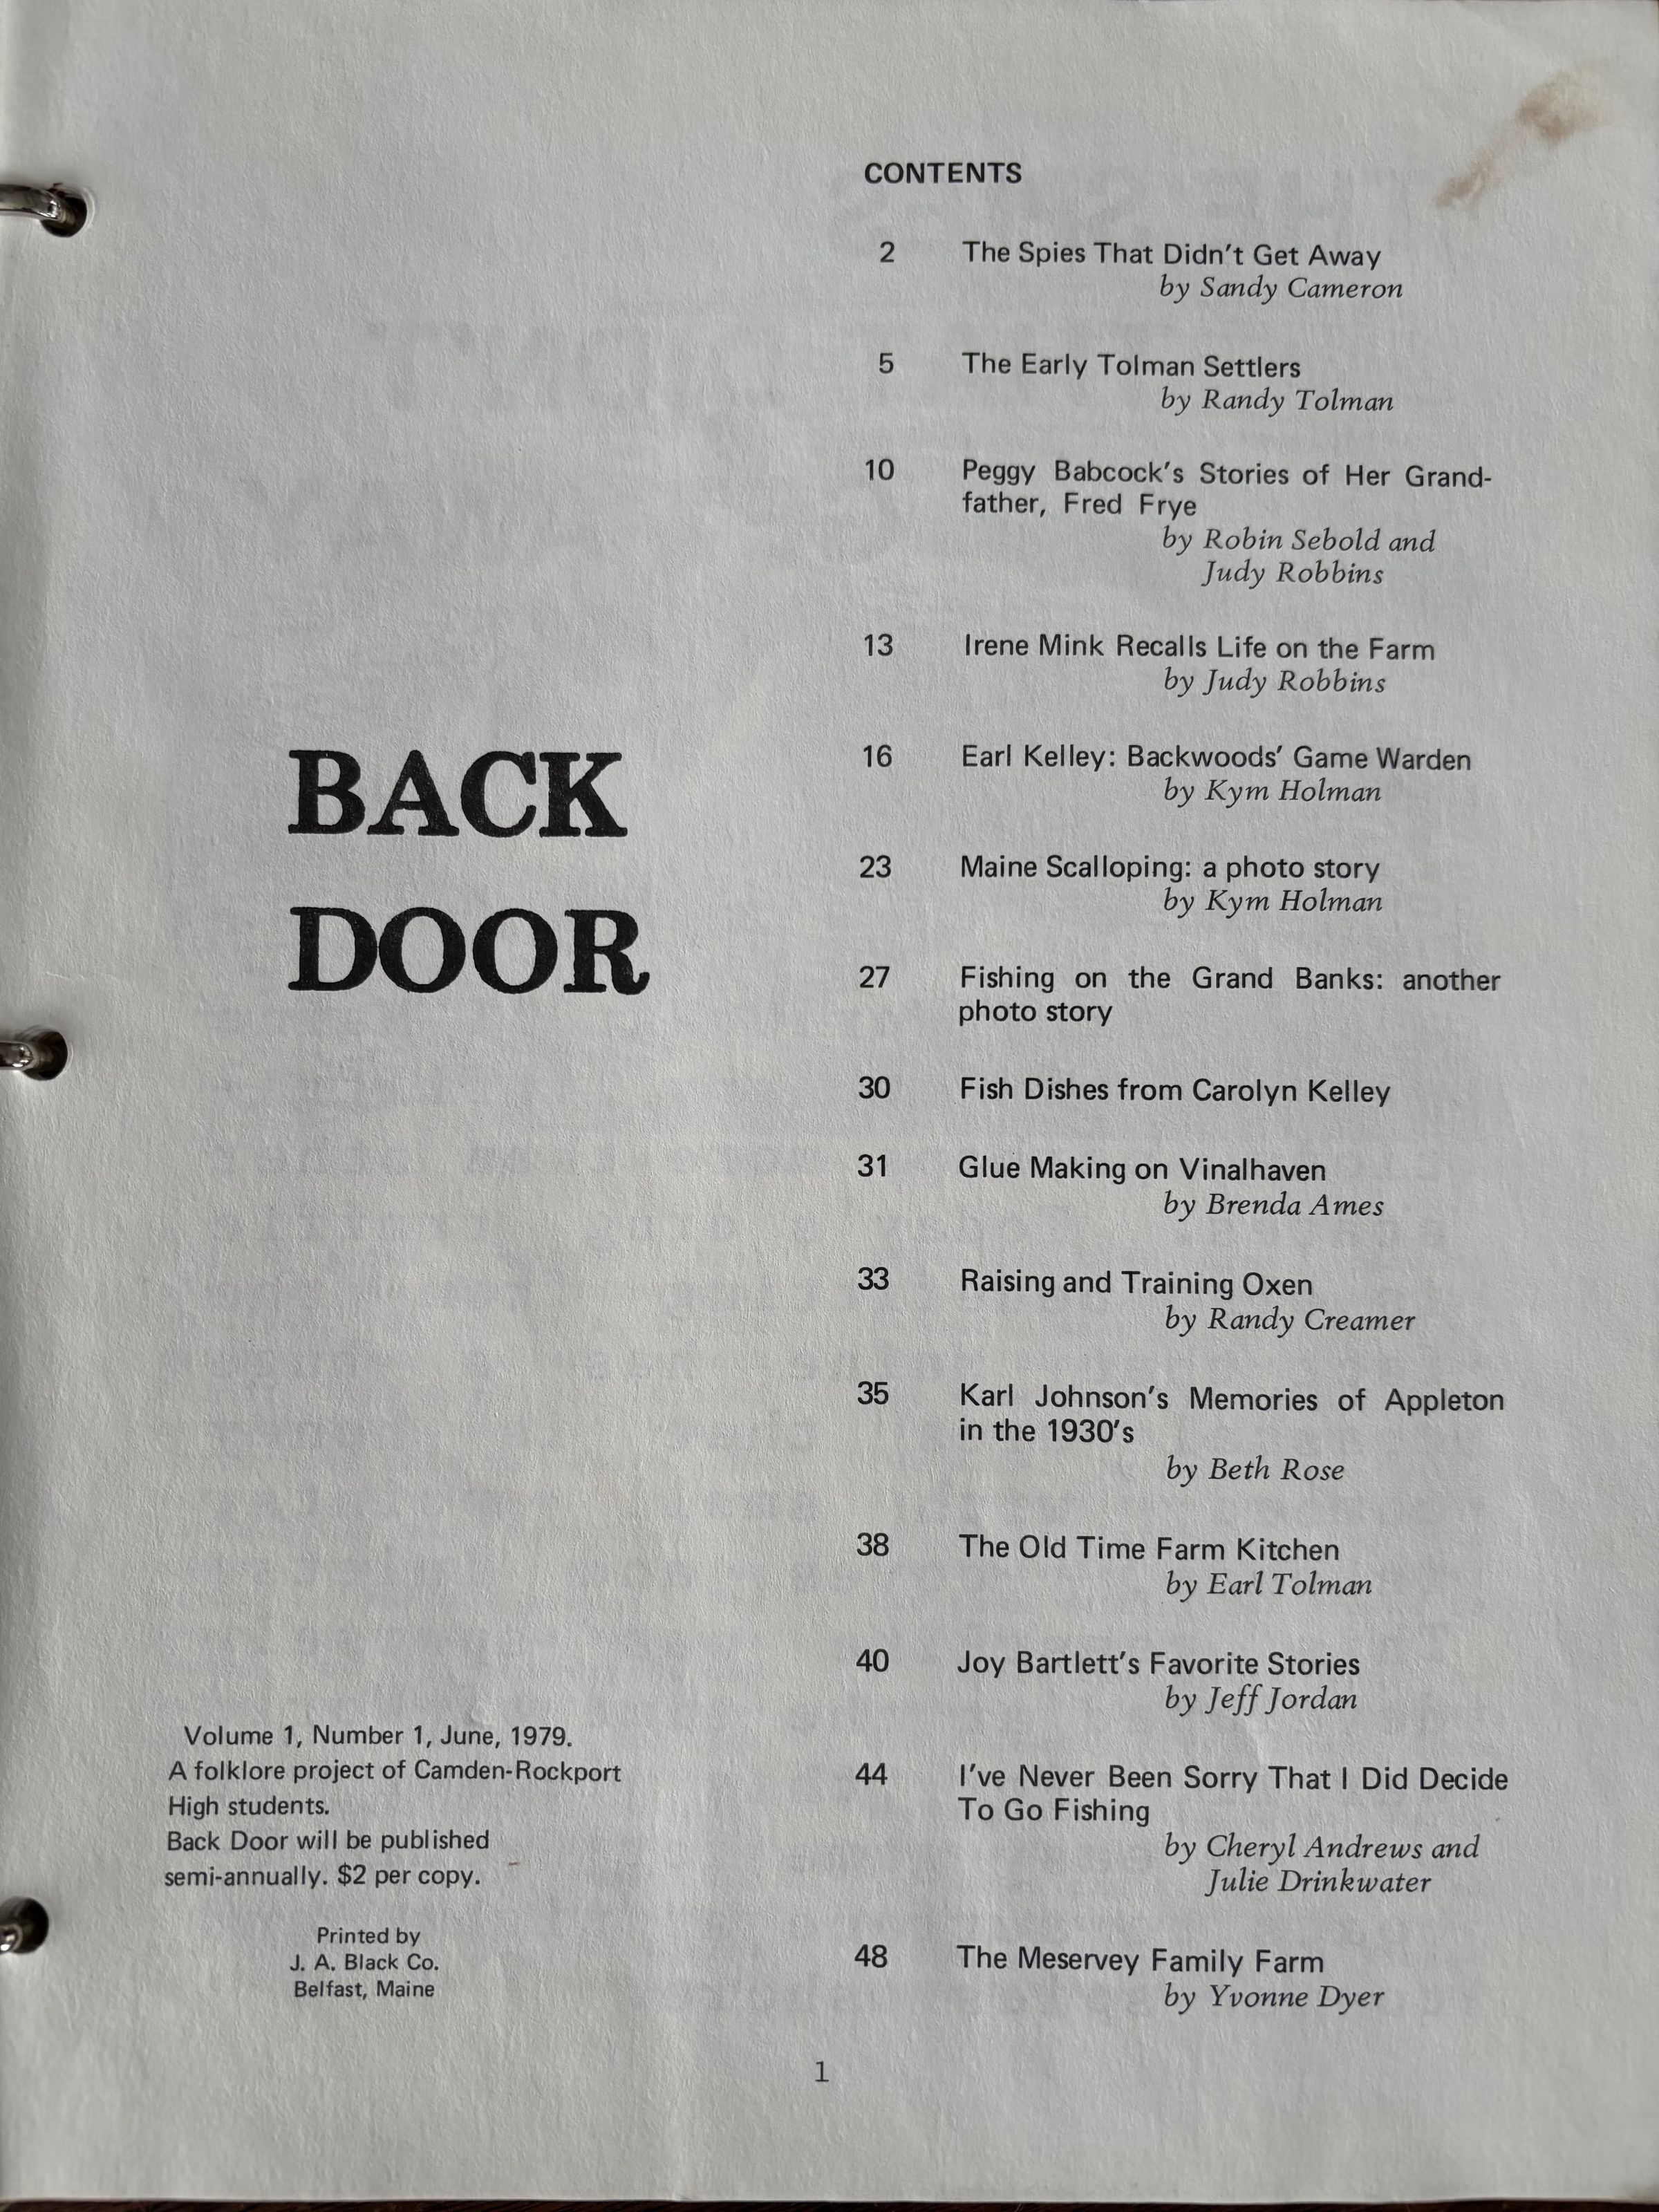 BACK
DOOR
Volume 1, Number 1, June, 1979.
A folklore project of Camden-Rockport
High students.
Back Door will be published
semi-annually. $2 per copy.
Printed by
J. A. Black Co.
Belfast, Maine
CONTENTS
2 The Spies That Didn't Get Away
by Sandy Cameron
5 The Early Tolman Settlers
by Randy Tolman
10 Peggy Babcock's Stories of Her Grand-
father, Fred Frye
by Robin Sebold and
Judy Robbins
13 Irene Mink Recalls Life on the Farm
by Judy Robbins
16 Earl Kelley: Backwoods' Game Warden
by Kym Holman
23 Maine Scalloping: a photo story
by Kym Holman
27 Fishing on the Grand Banks: another
photo story
30 Fish Dishes from Carolyn Kelley
31 Glue Making on Vinalhaven
by Brenda Ames
33 Raising and Training Oxen
by Randy Creamer
35 Karl Johnson's Memories of Appleton
in the 1930's
by Beth Rose
38 The Old Time Farm Kitchen
by Earl Tolman
40 Joy Bartlett's Favorite Stories
by Jeff Jordan
44 I've Never Been Sorry That I Did Decide
To Go Fishing
by Cheryl Andrews and
Julie Drinkwater
48 The Meservey Family Farm
by Yvonne Dyer
1